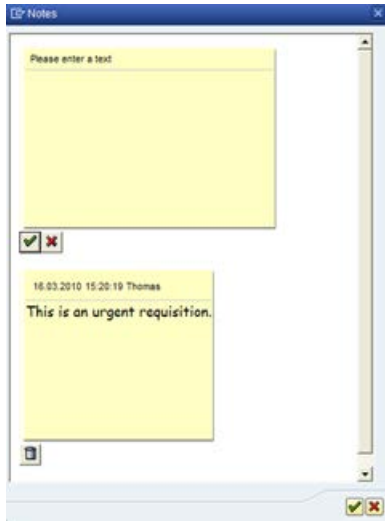 Notes
Please enter a text
16.03.2010 15:20:19 Thomas
This is an urgent requisition.